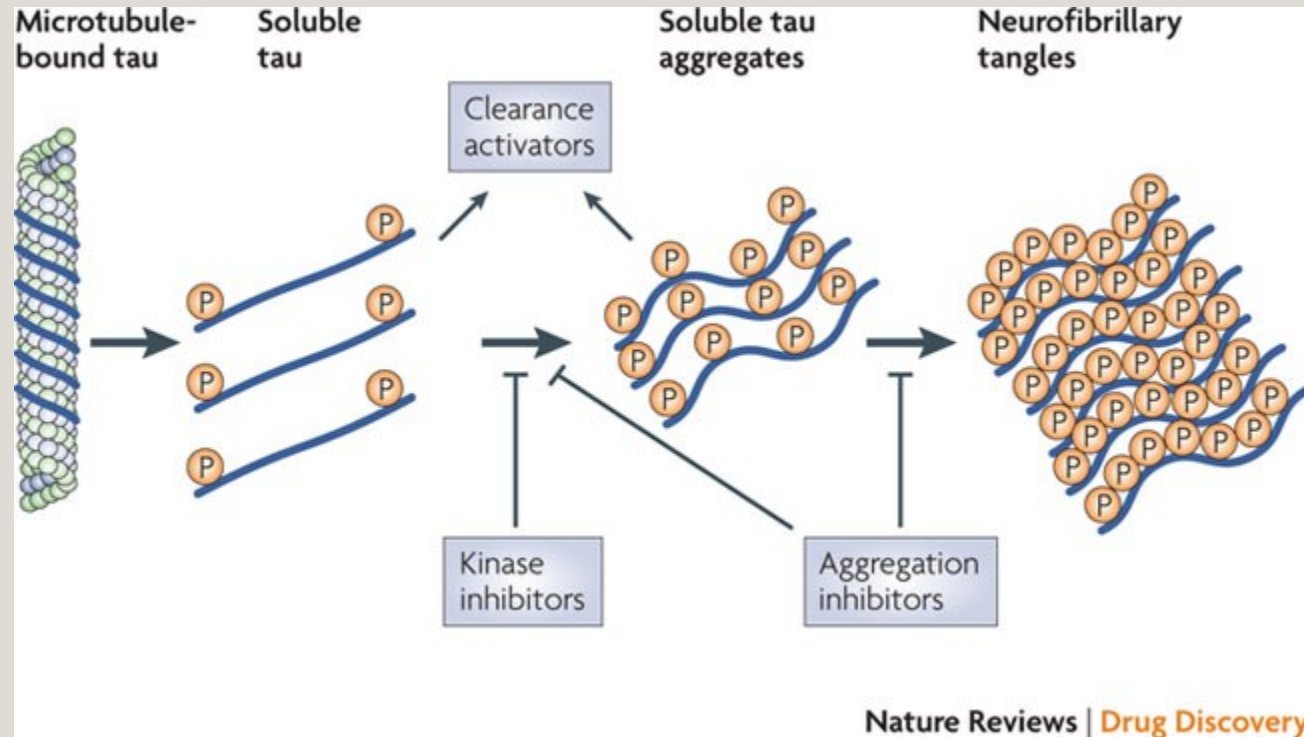 Microtubule-
bound tau
Soluble
tau
Soluble tau
aggregates
Neurofibrillary
tangles
Clearance
activators
P P
P P
P P
P
P P P
P P P P
P P
P P
P
P P
P P P P
P P P P P
P P P P
P P P P P
P P P P P
P P P P P
P P P P P
P P P P P
P
Kinase
inhibitors
Aggregation
inhibitors
Nature Reviews | Drug Discovery